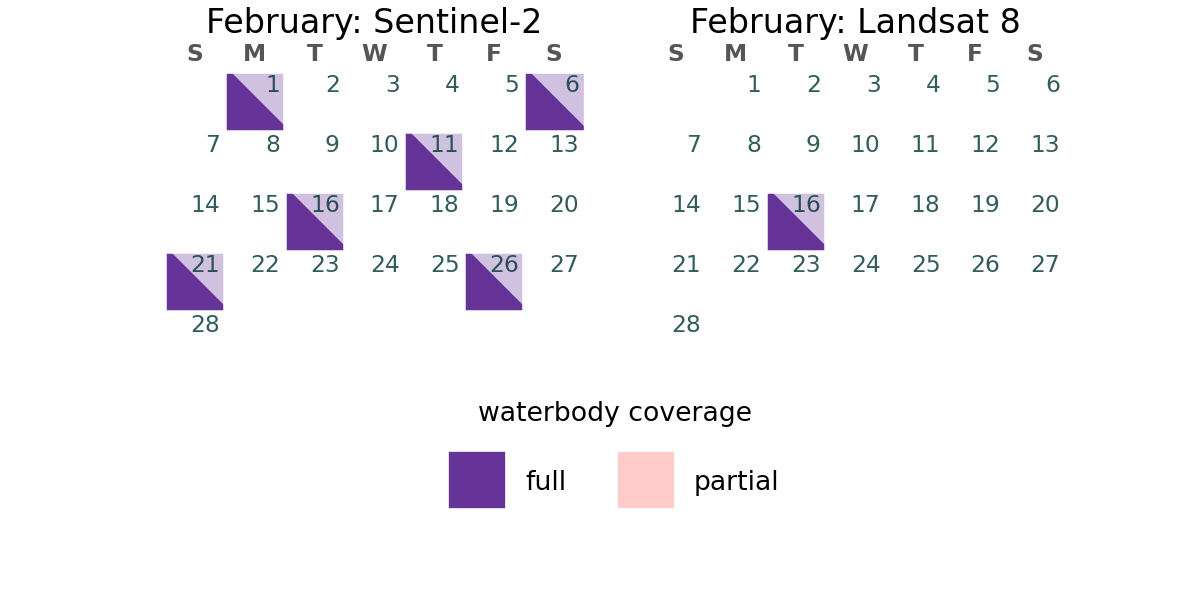 February: Sentinel-2
S M T W T F S
1 2 3 4 5 6
7 8 9 10 11 12 13
14 15 16 17 18 19 20
21 22 23 24 25 26 27
28
February: Landsat 8
S M T W T F S
1 2 3 4 5 6
7 8 9 10 11 12 13
14 15 16 17 18 19 20
21 22 23 24 25 26 27
28
waterbody coverage
full partial